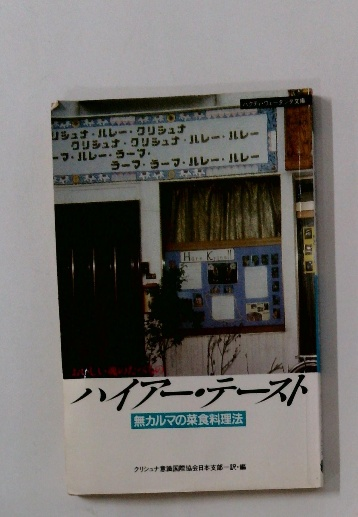 バクティヴェーダンタ文庫
リシュナ・ハレー・クリシュナ
クリシュナ・クリシュナ・ハレー・ハレー
ーマ・ハレー・ラーマ・
ラーマ・ラーマ・ハレー・ハレー
ハイアー・テースト
無カルマの菜食料理法
クリシュナ意識国際協会日本支部―訳・編